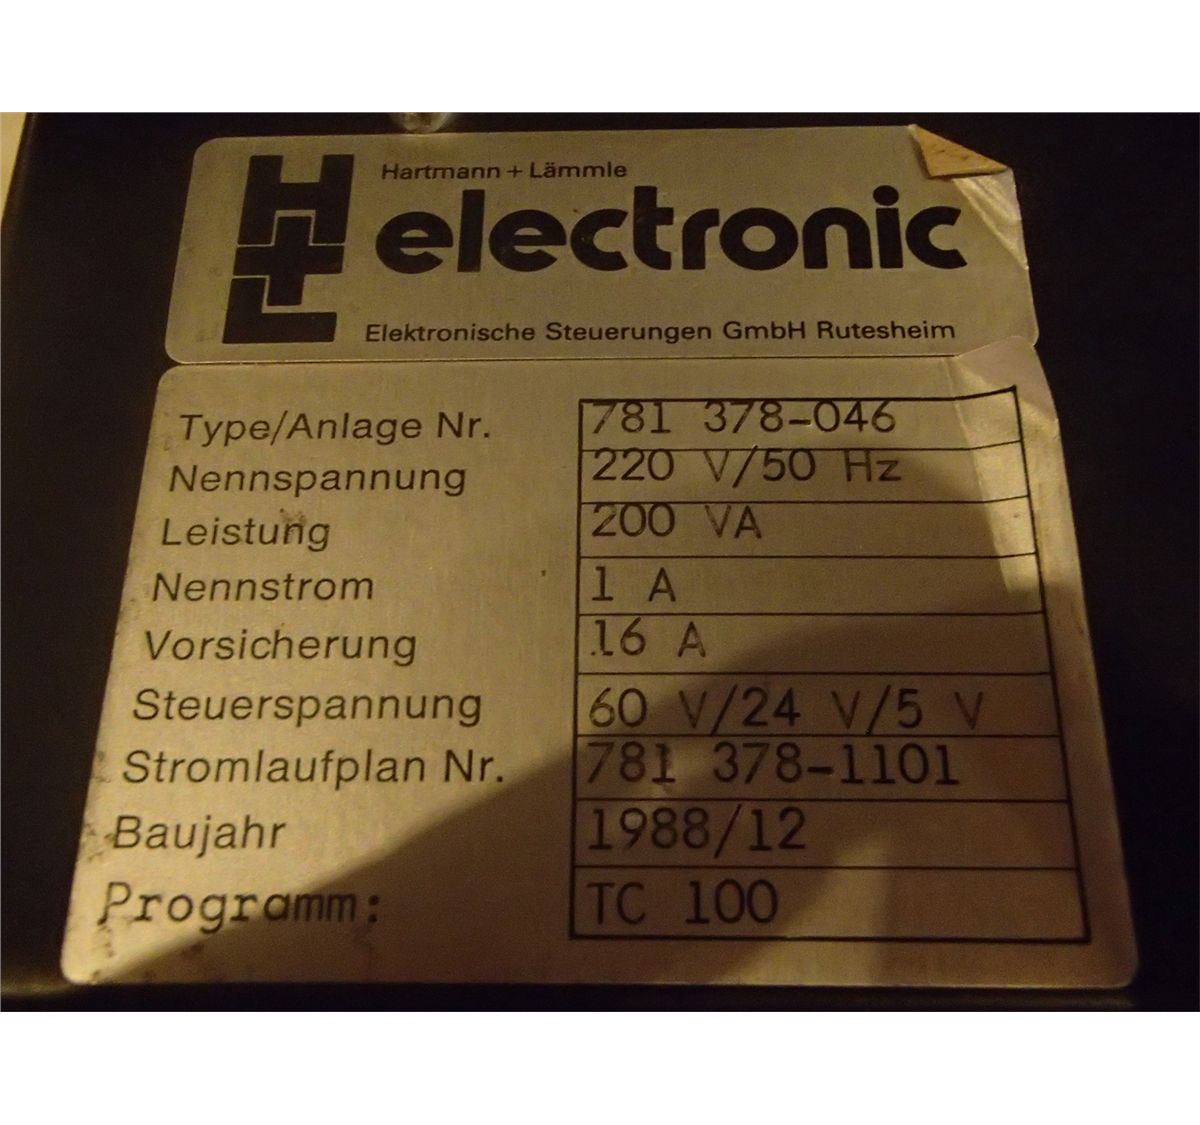 H+L
Hartmann + Lämmle
electronic
Elektronische Steuerungen GmbH Rutesheim
Type/Anlage Nr. 781 378-046
Nennspannung 220 V/50 Hz
Leistung 200 VA
Nennstrom 1 A
Vorsicherung 16 A
Steuerspannung 60 V/24 V/5 V
Stromlaufplan Nr. 781 378-1101
Baujahr 1988/12
Programm: TC 100